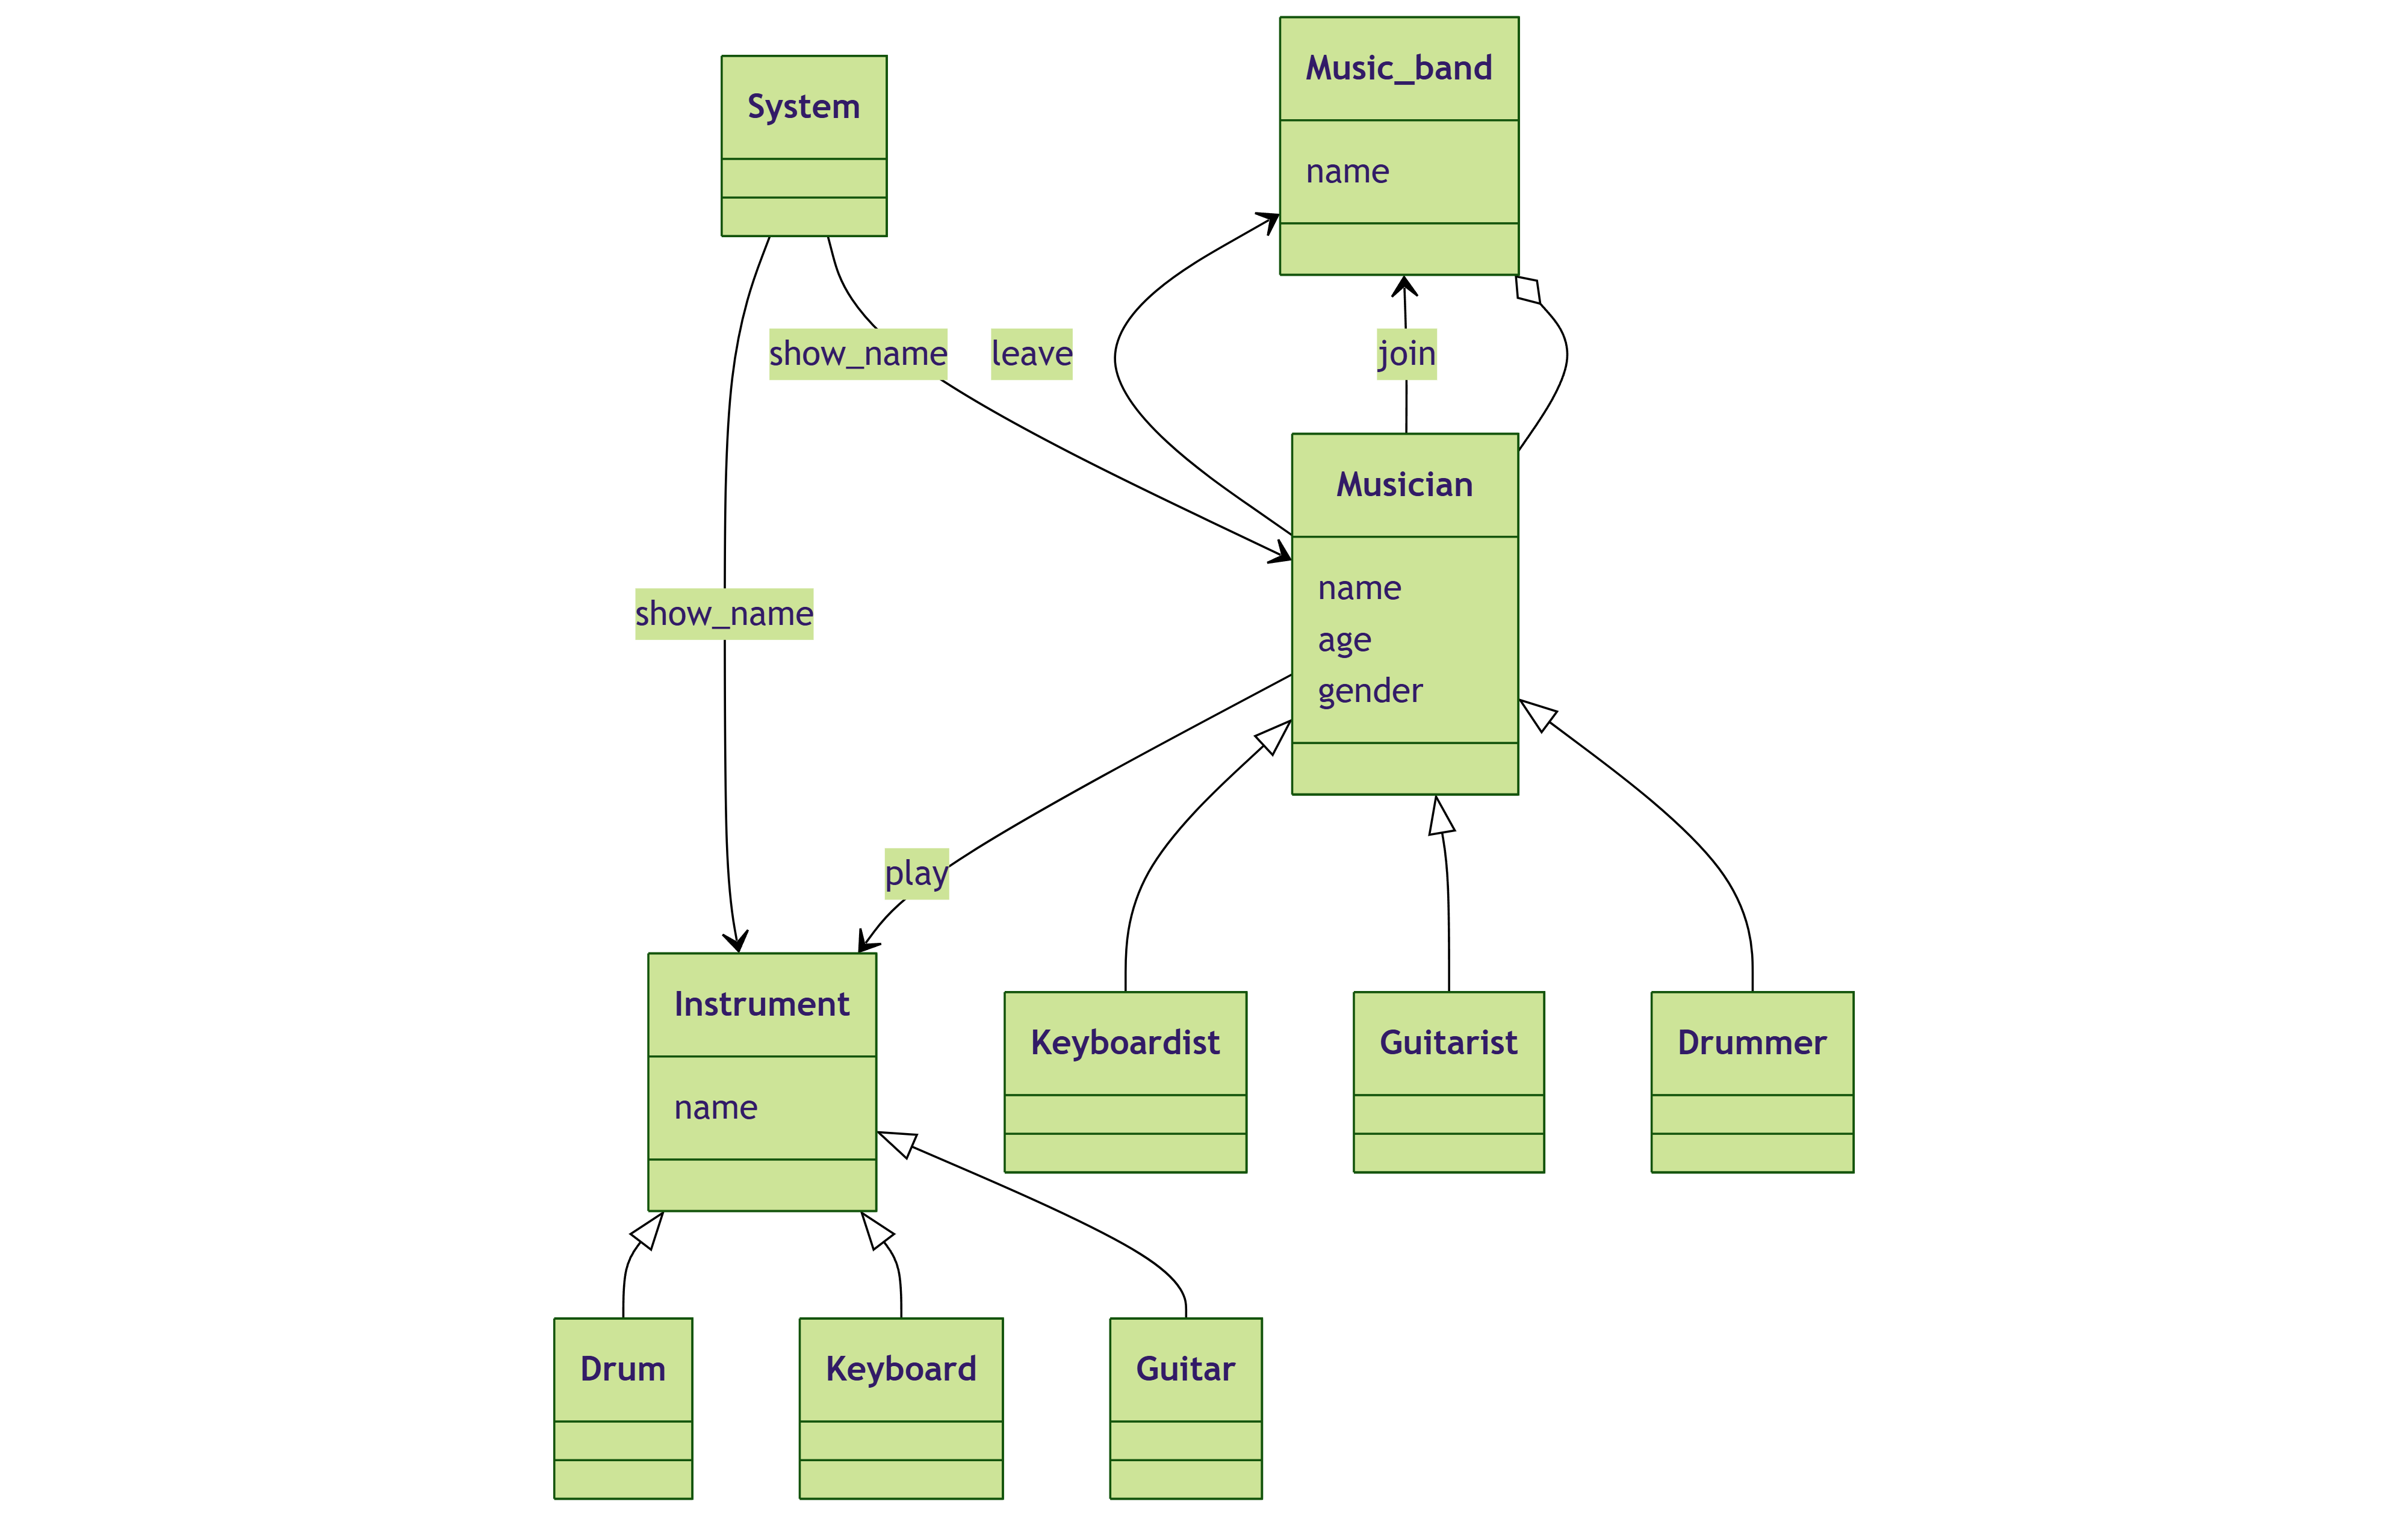 Music_band
name
System
show_name
leave
join
Musician
name
age
gender
show_name
play
Instrument
name
Keyboardist
Guitarist
Drummer
Drum
Keyboard
Guitar